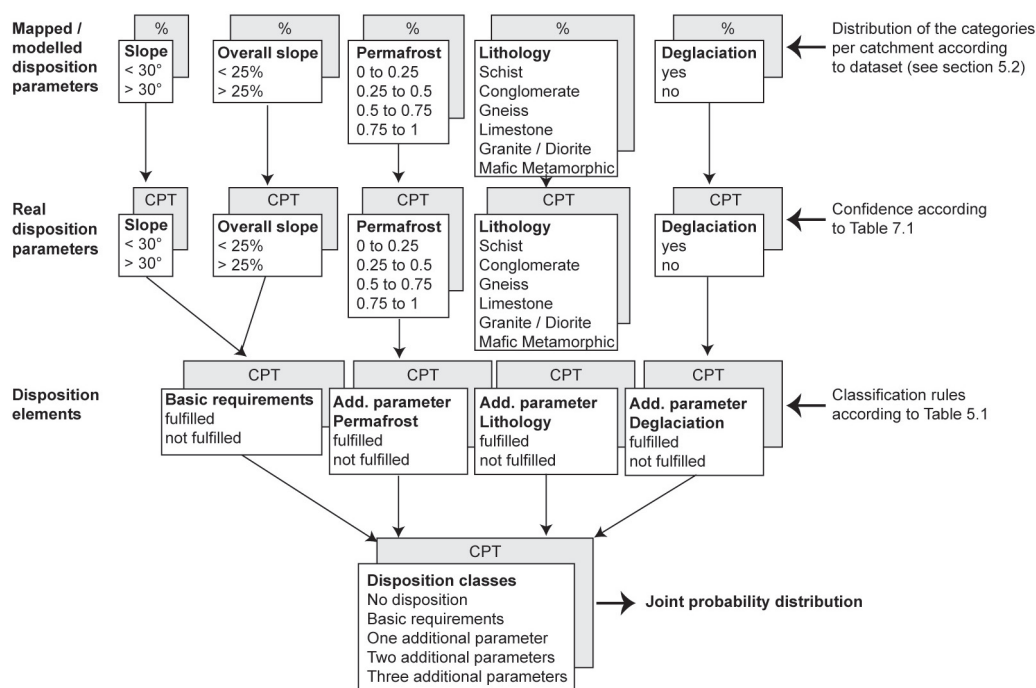 Mapped /
modelled
disposition
parameters
%
Slope
< 30°
> 30°
%
Overall slope
< 25%
> 25%
%
Permafrost
0 to 0.25
0.25 to 0.5
0.5 to 0.75
0.75 to 1
%
Lithology
Schist
Conglomerate
Gneiss
Limestone
Granite / Diorite
Mafic Metamorphic
%
Deglaciation
yes
no
Distribution of the categories
per catchment according
to dataset (see section 5.2)
Real
disposition
parameters
CPT
Slope
< 30°
> 30°
CPT
Overall slope
< 25%
> 25%
CPT
Permafrost
0 to 0.25
0.25 to 0.5
0.5 to 0.75
0.75 to 1
CPT
Lithology
Schist
Conglomerate
Gneiss
Limestone
Granite / Diorite
Mafic Metamorphic
CPT
Deglaciation
yes
no
Confidence according
to Table 7.1
Disposition
elements
CPT
Basic requirements
fulfilled
not fulfilled
CPT
Add. parameter
Permafrost
fulfilled
not fulfilled
CPT
Add. parameter
Lithology
fulfilled
not fulfilled
CPT
Add. parameter
Deglaciation
fulfilled
not fulfilled
Classification rules
according to Table 5.1
CPT
Disposition classes
No disposition
Basic requirements
One additional parameter
Two additional parameters
Three additional parameters
Joint probability distribution